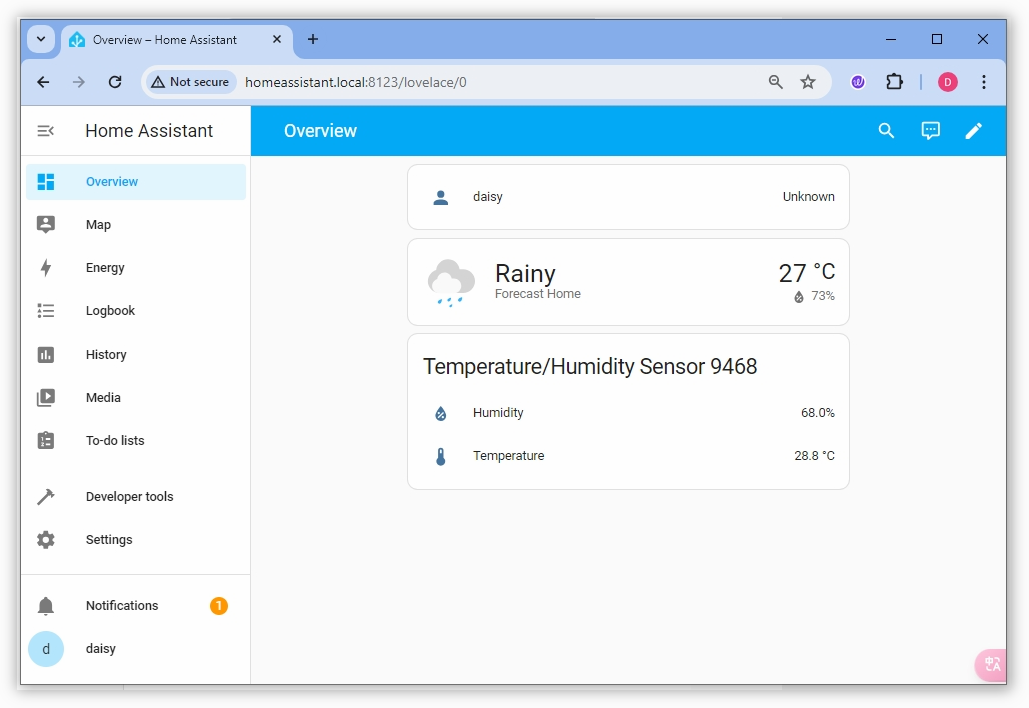 Overview – Home Assistant
Not secure
homeassistant.local:8123/lovelace/0
D
Home Assistant
Overview
Overview
Map
Energy
Logbook
History
Media
To-do lists
Developer tools
Settings
Notifications
1
d
daisy
daisy
Unknown
Rainy
27 °C
Forecast Home
73%
Temperature/Humidity Sensor 9468
Humidity
68.0%
Temperature
28.8 °C
中A